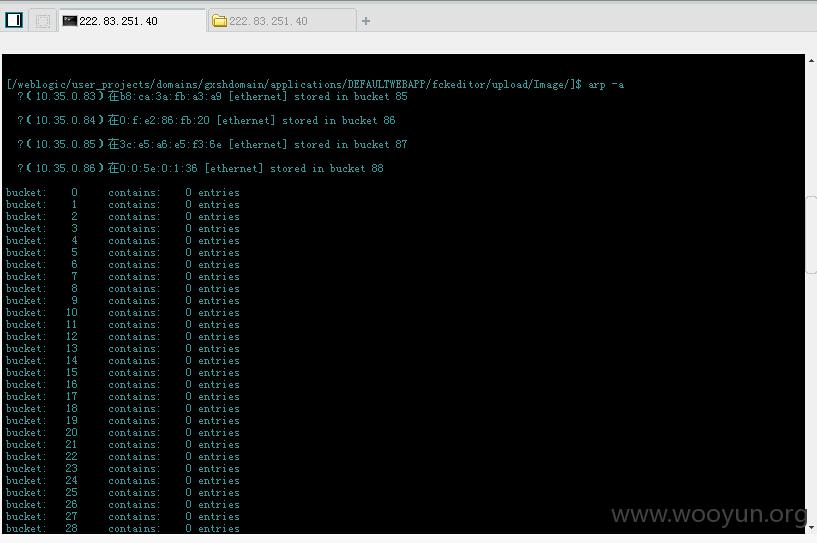 222.83.251.40
222.83.251.40
[/weblogic/user_projects/domains/gxshdomain/applications/DEFAULTWEBAPP/fckeditor/upload/Image/]$ arp -a
?(10.35.0.83)在b8:ca:3a:fb:a3:a9 [ethernet] stored in bucket 85
?(10.35.0.84)在0:f:e2:86:fb:20 [ethernet] stored in bucket 86
?(10.35.0.85)在3c:e5:a6:e5:f3:6e [ethernet] stored in bucket 87
?(10.35.0.86)在0:0:5e:0:1:36 [ethernet] stored in bucket 88
bucket: 0 contains: 0 entries
bucket: 1 contains: 0 entries
bucket: 2 contains: 0 entries
bucket: 3 contains: 0 entries
bucket: 4 contains: 0 entries
bucket: 5 contains: 0 entries
bucket: 6 contains: 0 entries
bucket: 7 contains: 0 entries
bucket: 8 contains: 0 entries
bucket: 9 contains: 0 entries
bucket: 10 contains: 0 entries
bucket: 11 contains: 0 entries
bucket: 12 contains: 0 entries
bucket: 13 contains: 0 entries
bucket: 14 contains: 0 entries
bucket: 15 contains: 0 entries
bucket: 16 contains: 0 entries
bucket: 17 contains: 0 entries
bucket: 18 contains: 0 entries
bucket: 19 contains: 0 entries
bucket: 20 contains: 0 entries
bucket: 21 contains: 0 entries
bucket: 22 contains: 0 entries
bucket: 23 contains: 0 entries
bucket: 24 contains: 0 entries
bucket: 25 contains: 0 entries
bucket: 26 contains: 0 entries
bucket: 27 contains: 0 entries
bucket: 28 contains: 0 entries
www.wooyun.org